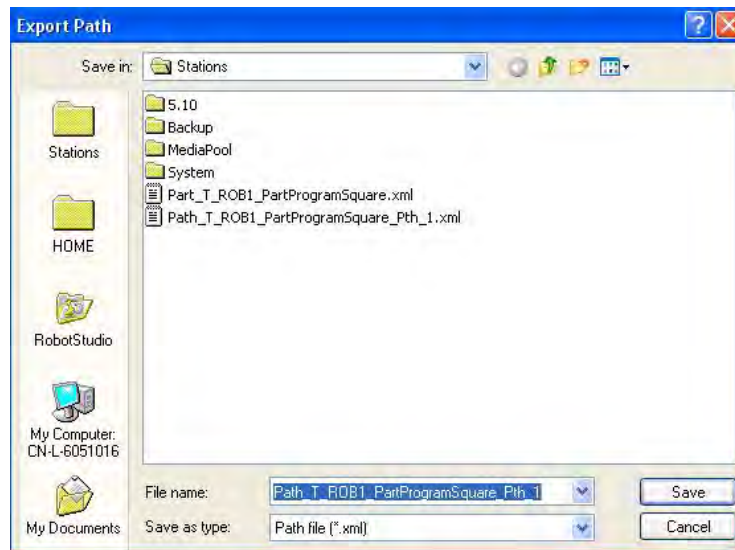 Export Path
Save in:
Stations
Stations
HOME
RobotStudio
My Computer:
CN-L-6051016
My Documents
5.10
Backup
MediaPool
System
Part_T_ROB1_PartProgramSquare.xml
Path_T_ROB1_PartProgramSquare_Pth_1.xml
File name:
Path_T_ROB1_PartProgramSquare_Pth_1
Save
Save as type:
Path file (*.xml)
Cancel